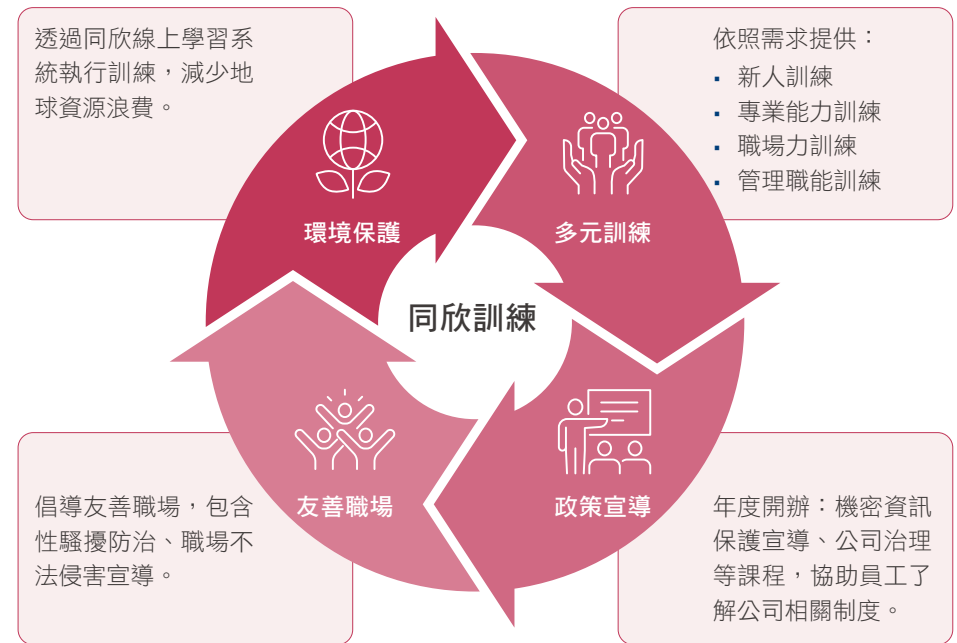 透過同欣線上學習系
統執行訓練，減少地
球資源浪費。
依照需求提供：
▪ 新人訓練
▪ 專業能力訓練
▪ 職場力訓練
▪ 管理職能訓練
環境保護
多元訓練
同欣訓練
友善職場
政策宣導
倡導友善職場，包含
性騷擾防治、職場不
法侵害宣導。
年度開辦：機密資訊
保護宣導、公司治理
等課程，協助員工了
解公司相關制度。